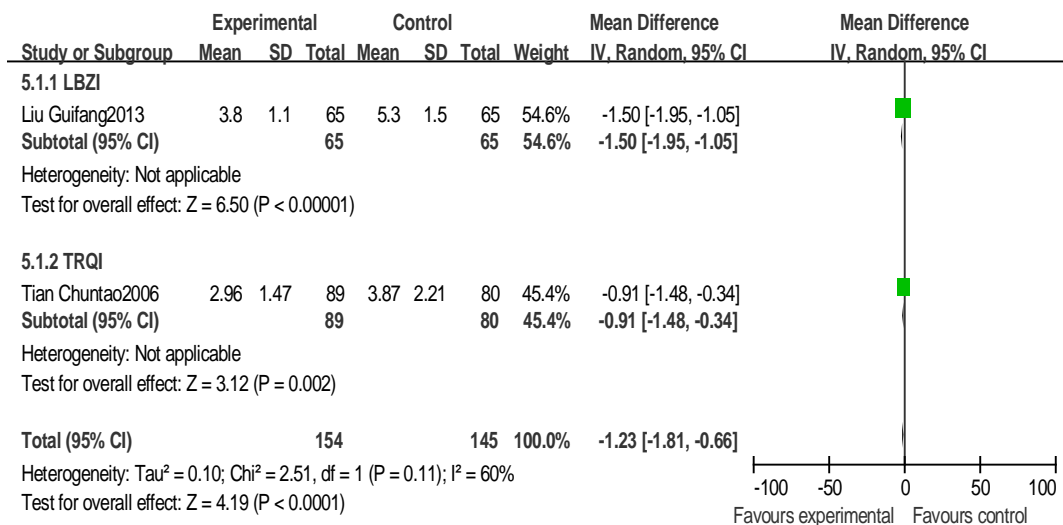 Experimental Control Mean Difference Mean Difference
Study or Subgroup Mean SD Total Mean SD Total Weight IV, Random, 95% CI IV, Random, 95% CI
5.1.1 LBZI
Liu Guifang2013 3.8 1.1 65 5.3 1.5 65 54.6% -1.50 [-1.95, -1.05]
Subtotal (95% CI) 65 65 54.6% -1.50 [-1.95, -1.05]
Heterogeneity: Not applicable
Test for overall effect: Z = 6.50 (P < 0.00001)
5.1.2 TRQI
Tian Chuntao2006 2.96 1.47 89 3.87 2.21 80 45.4% -0.91 [-1.48, -0.34]
Subtotal (95% CI) 89 80 45.4% -0.91 [-1.48, -0.34]
Heterogeneity: Not applicable
Test for overall effect: Z = 3.12 (P = 0.002)
Total (95% CI) 154 145 100.0% -1.23 [-1.81, -0.66]
Heterogeneity: Tau² = 0.10; Chi² = 2.51, df = 1 (P = 0.11); I² = 60%
Test for overall effect: Z = 4.19 (P < 0.0001)
-100 -50 0 50 100
Favours experimental Favours control